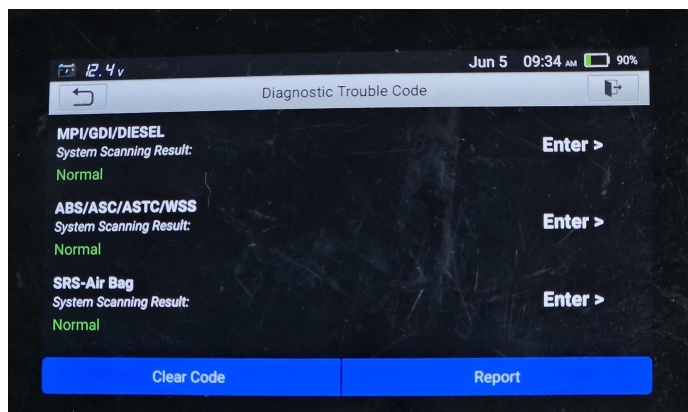 12.4v
Jun 5 09:34 AM 90%
Diagnostic Trouble Code
MPI/GDI/DIESEL
System Scanning Result:
Normal
Enter >
ABS/ASC/ASTC/WSS
System Scanning Result:
Normal
Enter >
SRS-Air Bag
System Scanning Result:
Normal
Enter >
Clear Code
Report